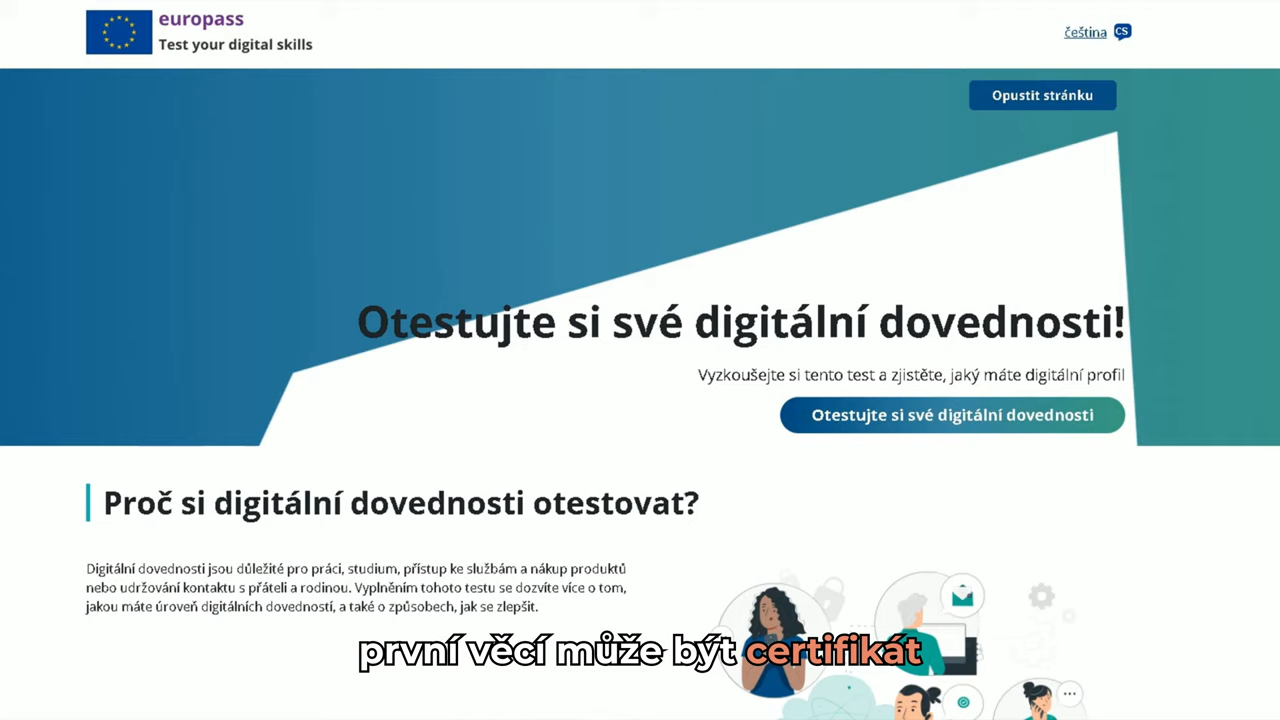 europass
Test your digital skills
čeština CS
Opustit stránku
Otestujte si své digitální dovednosti!
Vyzkoušejte si tento test a zjistěte, jaký máte digitální profil
Otestujte si své digitální dovednosti
Proč si digitální dovednosti otestovat?
Digitální dovednosti jsou důležité pro práci, studium, přístup ke službám a nákup produktů
nebo udržování kontaktu s přáteli a rodinou. Vyplněním tohoto testu se dozvíte více o tom,
jakou máte úroveň digitálních dovedností, a také o způsobech, jak se zlepšit.
první věcí může být certifikát